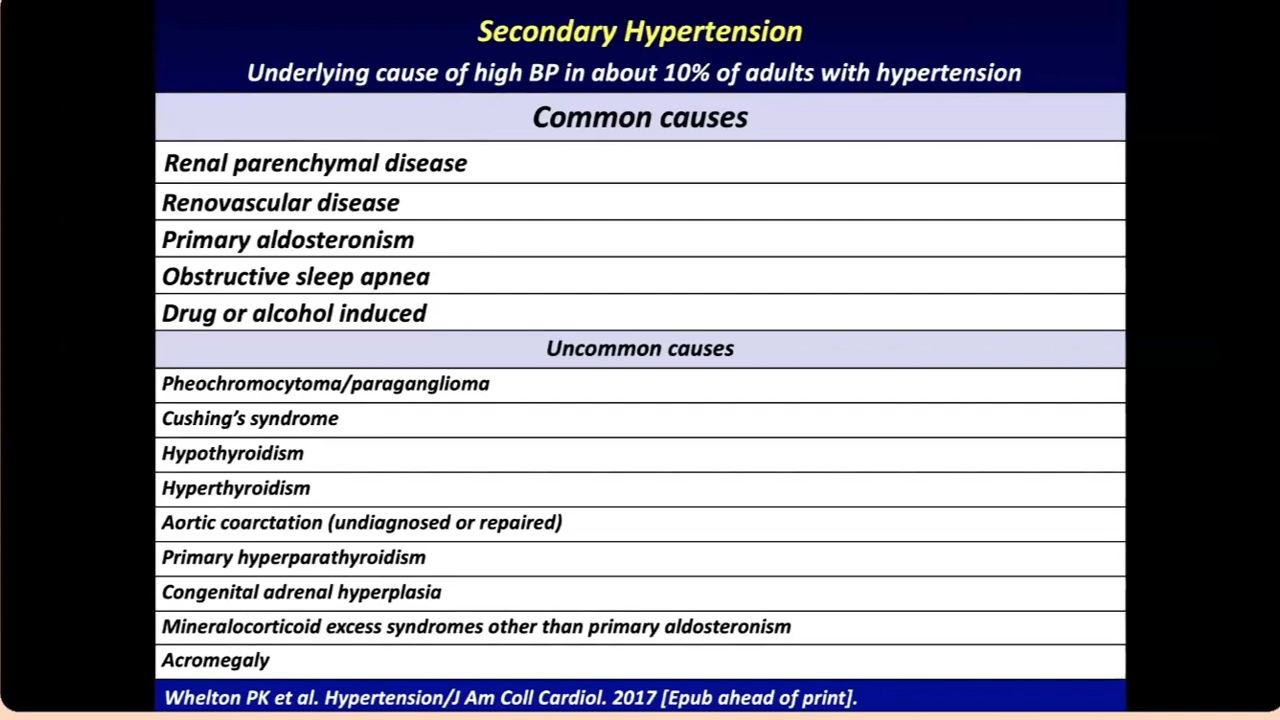 Secondary Hypertension
Underlying cause of high BP in about 10% of adults with hypertension
Common causes
Renal parenchymal disease
Renovascular disease
Primary aldosteronism
Obstructive sleep apnea
Drug or alcohol induced
Uncommon causes
Pheochromocytoma/paraganglioma
Cushing’s syndrome
Hypothyroidism
Hyperthyroidism
Aortic coarctation (undiagnosed or repaired)
Primary hyperparathyroidism
Congenital adrenal hyperplasia
Mineralocorticoid excess syndromes other than primary aldosteronism
Acromegaly
Whelton PK et al. Hypertension/J Am Coll Cardiol. 2017 [Epub ahead of print].